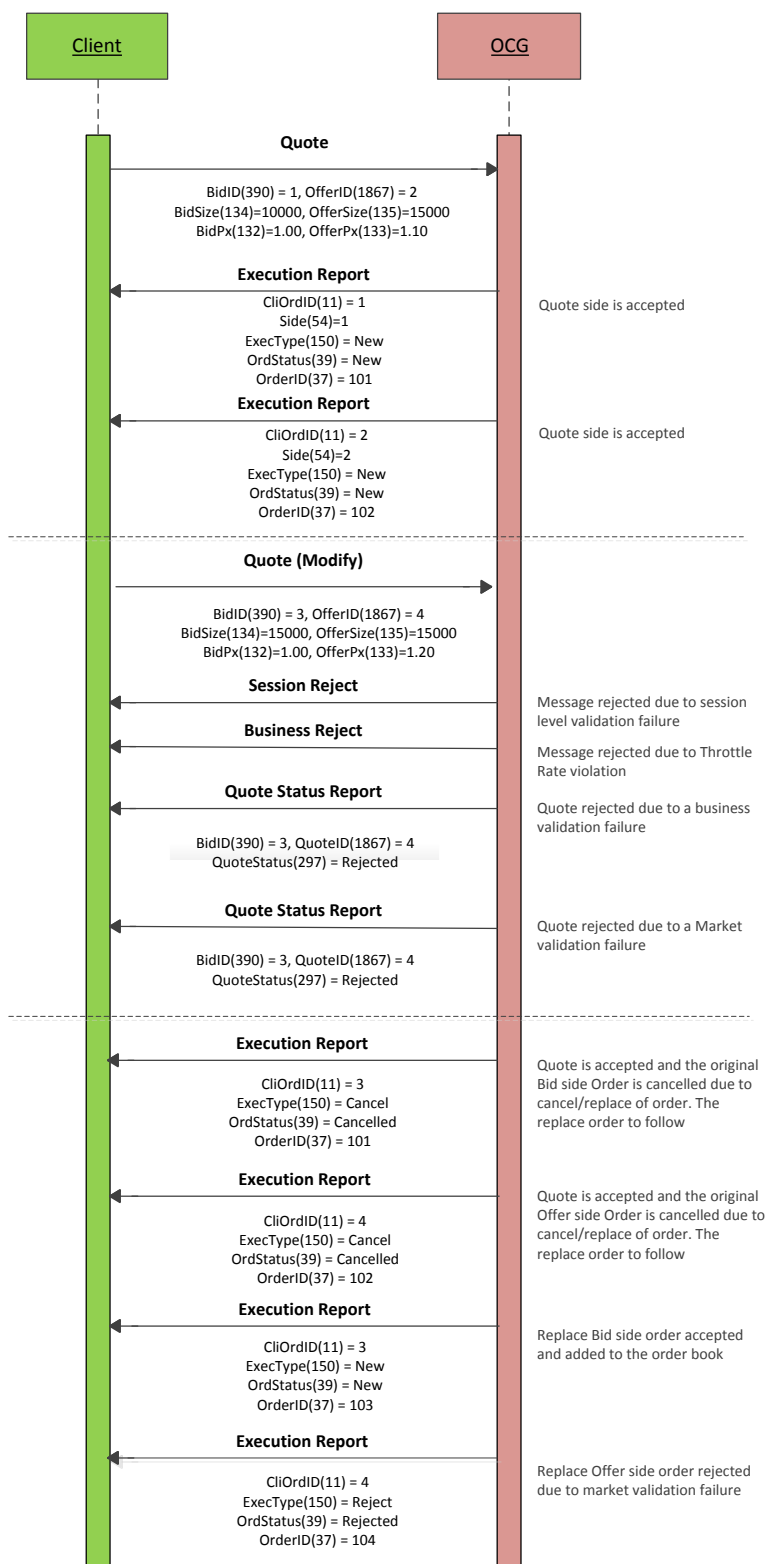 Client
OCG
Quote
BidID(390) = 1, OfferID(1867) = 2
BidSize(134)=10000, OfferSize(135)=15000
BidPx(132)=1.00, OfferPx(133)=1.10
Execution Report
CliOrdID(11) = 1
Side(54)=1
ExecType(150) = New
OrdStatus(39) = New
OrderID(37) = 101
Quote side is accepted
Execution Report
CliOrdID(11) = 2
Side(54)=2
ExecType(150) = New
OrdStatus(39) = New
OrderID(37) = 102
Quote side is accepted
Quote (Modify)
BidID(390) = 3, OfferID(1867) = 4
BidSize(134)=15000, OfferSize(135)=15000
BidPx(132)=1.00, OfferPx(133)=1.20
Session Reject
Message rejected due to session
level validation failure
Business Reject
Message rejected due to Throttle
Rate violation
Quote Status Report
Quote rejected due to a business
validation failure
BidID(390) = 3, QuoteID(1867) = 4
QuoteStatus(297) = Rejected
Quote Status Report
Quote rejected due to a Market
validation failure
BidID(390) = 3, QuoteID(1867) = 4
QuoteStatus(297) = Rejected
Execution Report
CliOrdID(11) = 3
ExecType(150) = Cancel
OrdStatus(39) = Cancelled
OrderID(37) = 101
Quote is accepted and the original
Bid side Order is cancelled due to
cancel/replace of order. The
replace order to follow
Execution Report
CliOrdID(11) = 4
ExecType(150) = Cancel
OrdStatus(39) = Cancelled
OrderID(37) = 102
Quote is accepted and the original
Offer side Order is cancelled due to
cancel/replace of order. The
replace order to follow
Execution Report
CliOrdID(11) = 3
ExecType(150) = New
OrdStatus(39) = New
OrderID(37) = 103
Replace Bid side order accepted
and added to the order book
Execution Report
CliOrdID(11) = 4
ExecType(150) = Reject
OrdStatus(39) = Rejected
OrderID(37) = 104
Replace Offer side order rejected
due to market validation failure